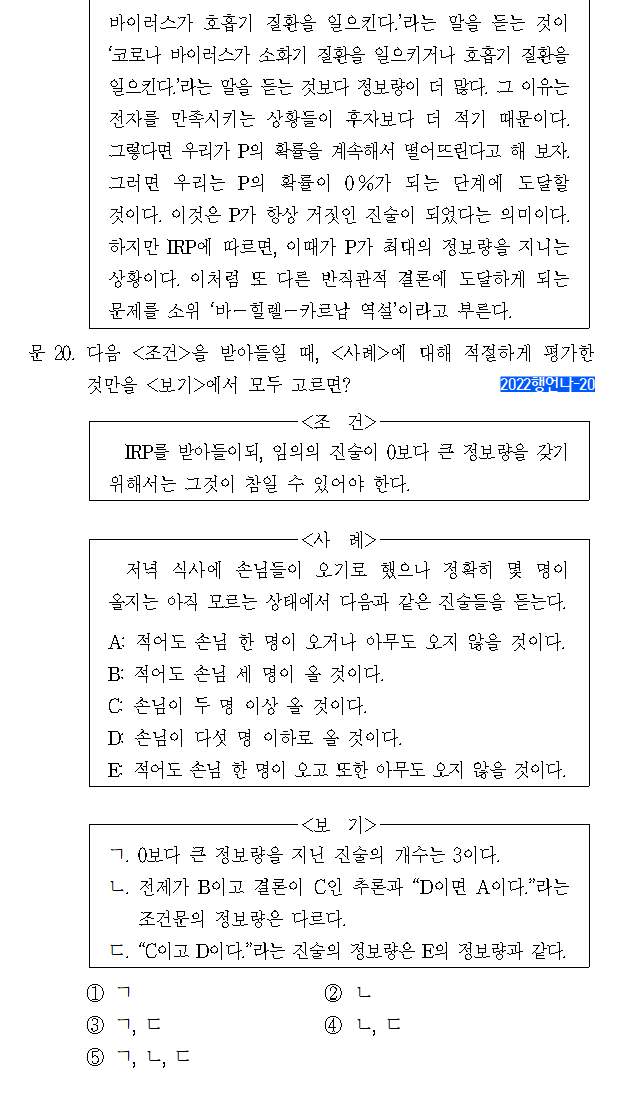 바이러스가 호흡기 질환을 일으킨다.’라는 말을 듣는 것이
‘코로나 바이러스가 소화기 질환을 일으키거나 호흡기 질환을
일으킨다.’라는 말을 듣는 것보다 정보량이 더 많다. 그 이유는
전자를 만족시키는 상황들이 후자보다 더 적기 때문이다.
그렇다면 우리가 P의 확률을 계속해서 떨어뜨린다고 해 보자.
그러면 우리는 P의 확률이 0%가 되는 단계에 도달할
것이다. 이것은 P가 항상 거짓인 진술이 되었다는 의미이다.
하지만 IRP에 따르면, 이때가 P가 최대의 정보량을 지니는
상황이다. 이처럼 또 다른 반직관적 결론에 도달하게 되는
문제를 소위 ‘바-힐렐-카르납 역설’이라고 부른다.
문 20. 다음 <조건>을 받아들일 때, <사례>에 대해 적절하게 평가한
것만을 <보기>에서 모두 고르면?
2022행언나-20
<조 건>
IRP를 받아들이되, 임의의 진술이 0보다 큰 정보량을 갖기
위해서는 그것이 참일 수 있어야 한다.
<사 례>
저녁 식사에 손님들이 오기로 했으나 정확히 몇 명이
올지는 아직 모르는 상태에서 다음과 같은 진술들을 듣는다.
A: 적어도 손님 한 명이 오거나 아무도 오지 않을 것이다.
B: 적어도 손님 세 명이 올 것이다.
C: 손님이 두 명 이상 올 것이다.
D: 손님이 다섯 명 이하로 올 것이다.
E: 적어도 손님 한 명이 오고 또한 아무도 오지 않을 것이다.
<보 기>
ㄱ. 0보다 큰 정보량을 지닌 진술의 개수는 3이다.
ㄴ. 전제가 B이고 결론이 C인 추론과 “D이면 A이다.”라는
조건문의 정보량은 다르다.
ㄷ. “C이고 D이다.”라는 진술의 정보량은 E의 정보량과 같다.
① ㄱ ② ㄴ
③ ㄱ, ㄷ ④ ㄴ, ㄷ
⑤ ㄱ, ㄴ, ㄷ